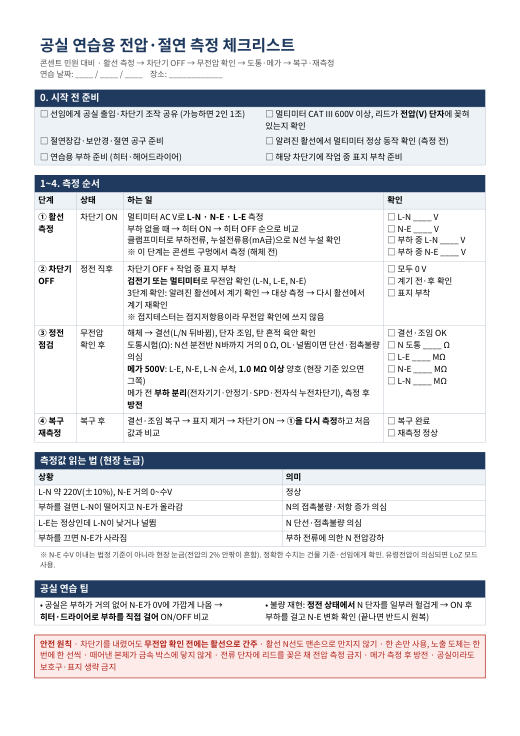 공실 연습용 전압·절연 측정 체크리스트
콘센트 민원 대비 · 활선 측정 → 차단기 OFF → 무전압 확인 → 도통·메가 → 복구·재측정
연습 날짜: ____ / ____ / ____ 장소: ____________
0. 시작 전 준비
☐ 선임에게 공실 출입·차단기 조작 공유 (가능하면 2인 1조)
☐ 멀티미터 CAT III 600V 이상, 리드가 전압(V) 단자에 꽂혀
있는지 확인
☐ 절연장갑·보안경·절연 공구 준비
☐ 알려진 활선에서 멀티미터 정상 동작 확인 (측정 전)
☐ 연습용 부하 준비 (히터·헤어드라이어)
☐ 해당 차단기에 작업 중 표지 부착 준비
1~4. 측정 순서
단계 상태 하는 일 확인
① 활선
측정
차단기 ON
멀티미터 AC V로 L-N · N-E · L-E 측정
부하 없을 때 → 히터 ON → 히터 OFF 순으로 비교
클램프미터로 부하전류, 누설전류용(mA급)으로 N선 누설 확인
※ 이 단계는 콘센트 구멍에서 측정 (해체 전)
☐ L-N ____ V
☐ N-E ____ V
☐ 부하 중 L-N ____ V
☐ 부하 중 N-E ____ V
② 차단기
OFF
정전 직후
차단기 OFF + 작업 중 표지 부착
검전기 또는 멀티미터로 무전압 확인 (L-N, L-E, N-E)
3단계 확인: 알려진 활선에서 계기 확인 → 대상 측정 → 다시 활선에서
계기 재확인
※ 접지테스터는 접지저항용이라 무전압 확인에 쓰지 않음
☐ 모두 0 V
☐ 계기 전·후 확인
☐ 표지 부착
③ 정전
점검
무전압
확인 후
해체 → 결선(L/N 뒤바뀜), 단자 조임, 탄 흔적 육안 확인
도통시험(Ω): N선 분전반 N바까지 거의 0 Ω, OL·널뛰이면 단선·접촉불량
의심
메가 500V: L-E, N-E, L-N 순서, 1.0 MΩ 이상 양호 (현장 기준 있으면
그쪽)
메가 전 부하 분리(전자기기·안정기·SPD·전자식 누전차단기), 측정 후
방전
☐ 결선·조임 OK
☐ N 도통 ____ Ω
☐ L-E ____ MΩ
☐ N-E ____ MΩ
☐ L-N ____ MΩ
④ 복구
재측정
복구 후
결선·조임 복구 → 표지 제거 → 차단기 ON → ①을 다시 측정하고 처음
값과 비교
☐ 복구 완료
☐ 재측정 정상
측정값 읽는 법 (현장 눈금)
상황 의미
L-N 약 220V(±10%), N-E 거의 0~수V 정상
부하를 걸면 L-N이 떨어지고 N-E가 올라감 N의 접촉불량·저항 증가 의심
L-E는 정상인데 L-N이 낮거나 널뜀 N 단선·접촉불량 의심
부하를 끄면 N-E가 사라짐 부하 전류에 의한 N 전압강하
※ N-E 수V 이내는 법정 기준이 아니라 현장 눈금(전압의 2% 안팎이 흔함). 정확한 수치는 건물 기준·선임에게 확인. 유령전압이 의심되면 LoZ 모드
사용.
공실 연습 팁
• 공실은 부하가 거의 없어 N-E가 0V에 가깝게 나옴 →
히터·드라이어로 부하를 직접 걸어 ON/OFF 비교
• 불량 재현: 정전 상태에서 N 단자를 일부러 헐겁게 → ON 후
부하를 걸고 N-E 변화 확인 (끝나면 반드시 원복)
안전 원칙 · 차단기를 내렸어도 무전압 확인 전에는 활선으로 간주 · 활선 N선도 맨손으로 만지지 않기 · 한 손만 사용, 노출 도체는 한
번에 한 선씩 · 떼어낸 본체가 금속 박스에 닿지 않게 · 전류 단자에 리드를 꽂은 채 전압 측정 금지 · 메가 측정 후 방전 · 공실이라도
보호구·표지 생략 금지